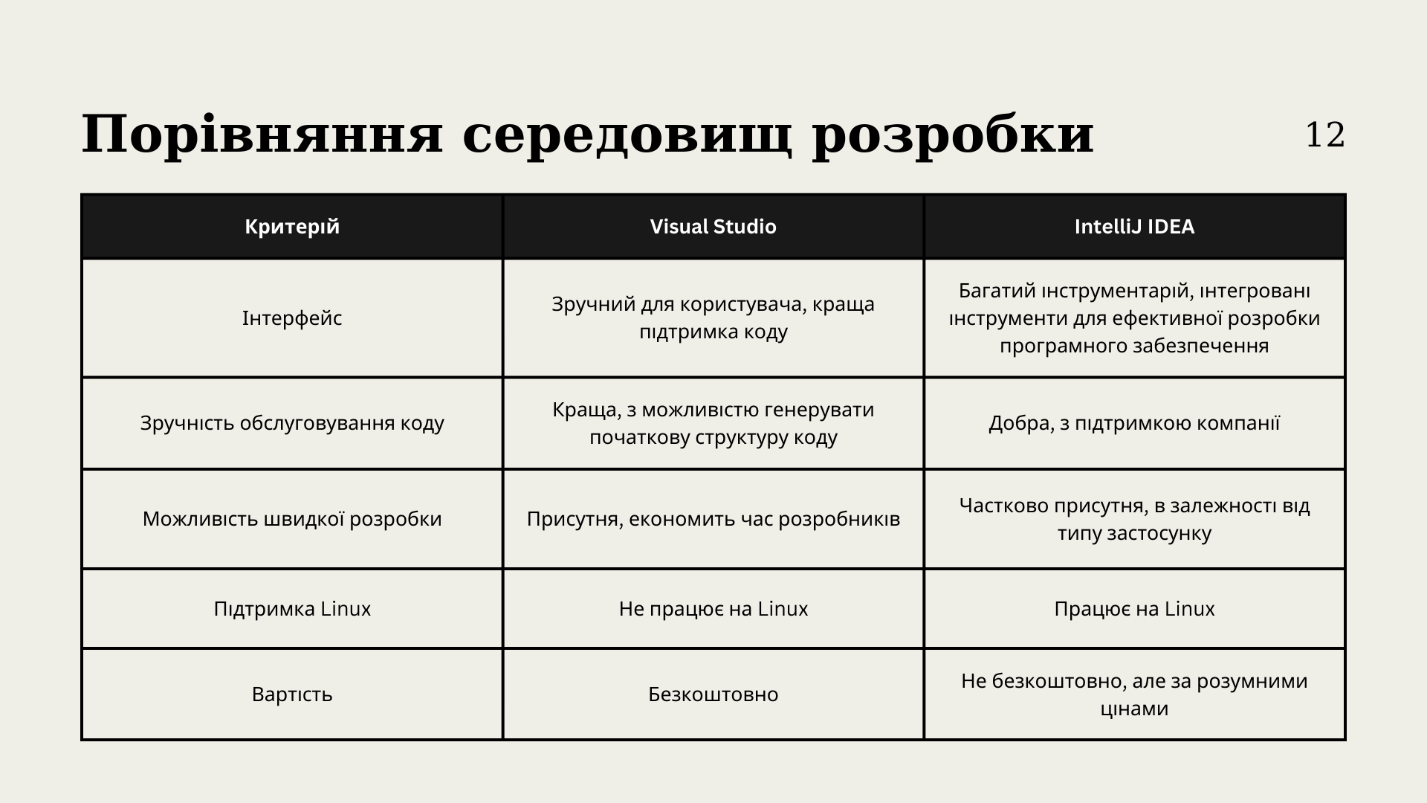 Порівняння середовищ розробки
12
Критерій
Visual Studio
IntelliJ IDEA
Інтерфейс
Зручний для користувача, краща
підтримка коду
Багатий інструментарій, інтегровані
інструменти для ефективної розробки
програмного забезпечення
Зручність обслуговування коду
Краща, з можливістю генерувати
початкову структуру коду
Добра, з підтримкою компанії
Можливість швидкої розробки
Присутня, економить час розробників
Частково присутня, в залежності від
типу застосунку
Підтримка Linux
Не працює на Linux
Працює на Linux
Вартість
Безкоштовно
Не безкоштовно, але за розумними
цінами